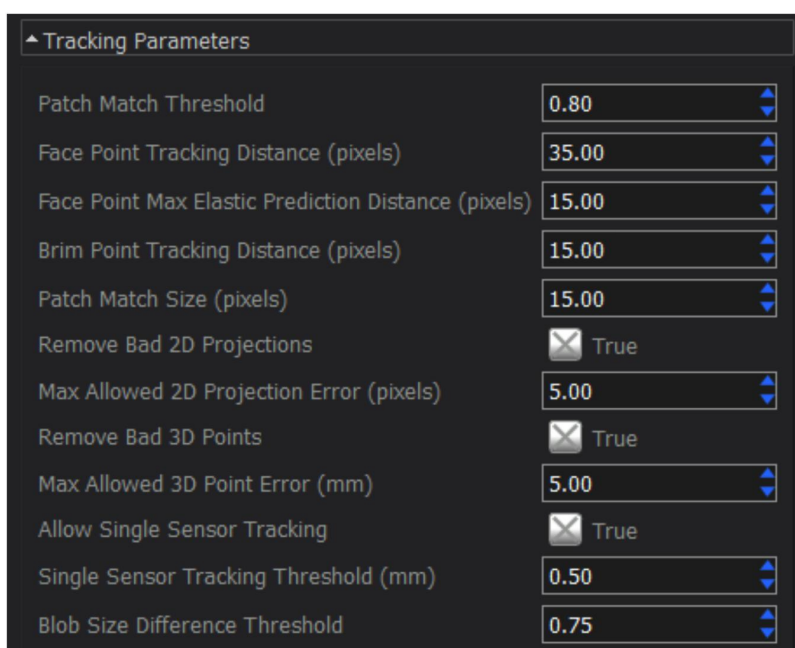 Tracking Parameters
Patch Match Threshold 0.80
Face Point Tracking Distance (pixels) 35.00
Face Point Max Elastic Prediction Distance (pixels) 15.00
Brim Point Tracking Distance (pixels) 15.00
Patch Match Size (pixels) 15.00
Remove Bad 2D Projections True
Max Allowed 2D Projection Error (pixels) 5.00
Remove Bad 3D Points True
Max Allowed 3D Point Error (mm) 5.00
Allow Single Sensor Tracking True
Single Sensor Tracking Threshold (mm) 0.50
Blob Size Difference Threshold 0.75